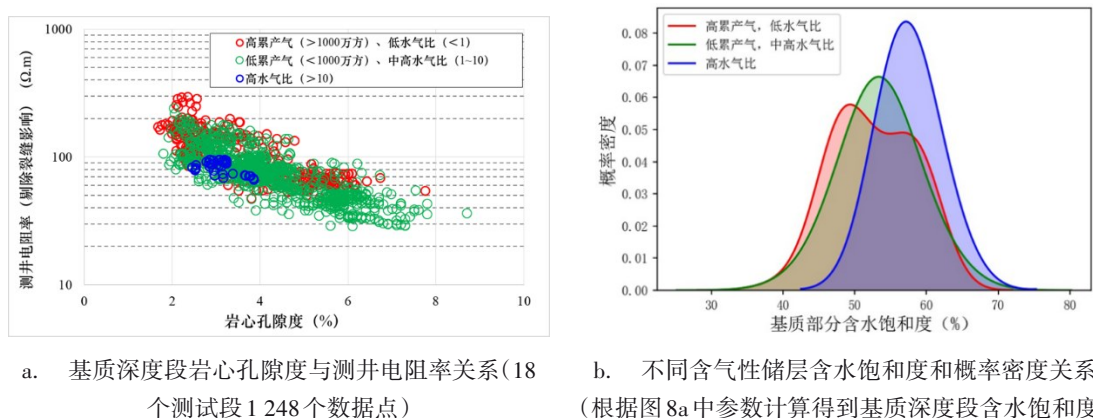 1000
100
10
测井电阻率（剔除裂缝影响）（Ω.m）
高累产气（>1000万方）、低水气比（<1）
低累产气（<1000万方）、中高水气比（1~10）
高水气比（>10）
0 2 4 6 8 10
岩心孔隙度（%）
a. 基质深度段岩心孔隙度与测井电阻率关系（18
个测试段1 248个数据点）
高累产气，低水气比
低累产气，中高水气比
高水气比
概率密度
0.08
0.07
0.06
0.05
0.04
0.03
0.02
0.01
0.00
30 40 50 60 70 80
基质部分含水饱和度（%）
b. 不同含气性储层含水饱和度和概率密度关系
（根据图8a中参数计算得到基质深度段含水饱和度